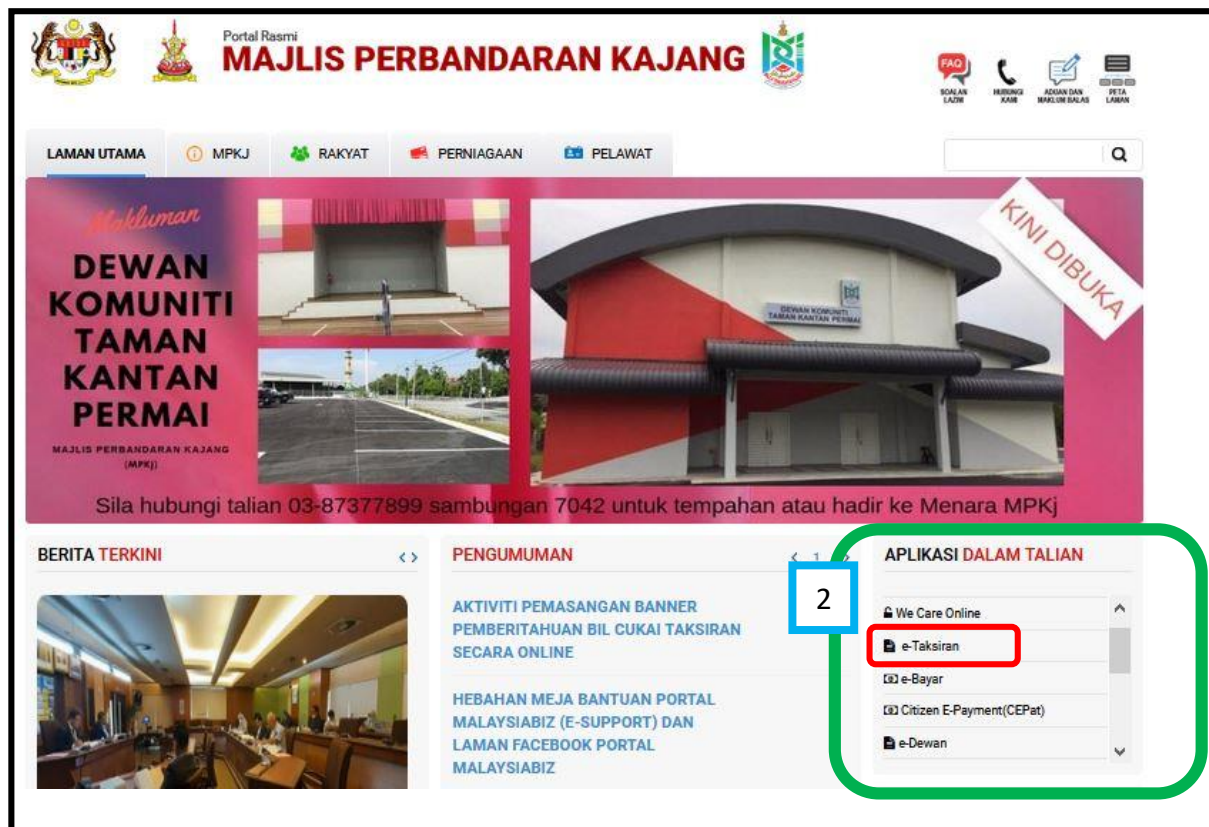 Portal Rasmi
MAJLIS PERBANDARAN KAJANG
FAQ
SOALAN LAZIM
HUBUNGI KAMI
ADUAN DAN MAKLUM BALAS
PETA LAMAN
LAMAN UTAMA
MPKJ
RAKYAT
PERNIAGAAN
PELAWAT
Makluman
DEWAN
KOMUNITI
TAMAN
KANTAN
PERMAI
MAJLIS PERBANDARAN KAJANG
(MPKj)
DEWAN KOMUNITI
TAMAN KANTAN PERMAI
KINI DIBUKA
Sila hubungi talian 03-87377899 sambungan 7042 untuk tempahan atau hadir ke Menara MPKj
BERITA TERKINI
PENGUMUMAN
1
AKTIVITI PEMASANGAN BANNER
PEMBERITAHUAN BIL CUKAI TAKSIRAN
SECARA ONLINE
HEBAHAN MEJA BANTUAN PORTAL
MALAYSIABIZ (E-SUPPORT) DAN
LAMAN FACEBOOK PORTAL
MALAYSIABIZ
2
APLIKASI DALAM TALIAN
We Care Online
e-Taksiran
e-Bayar
Citizen E-Payment(CEPat)
e-Dewan